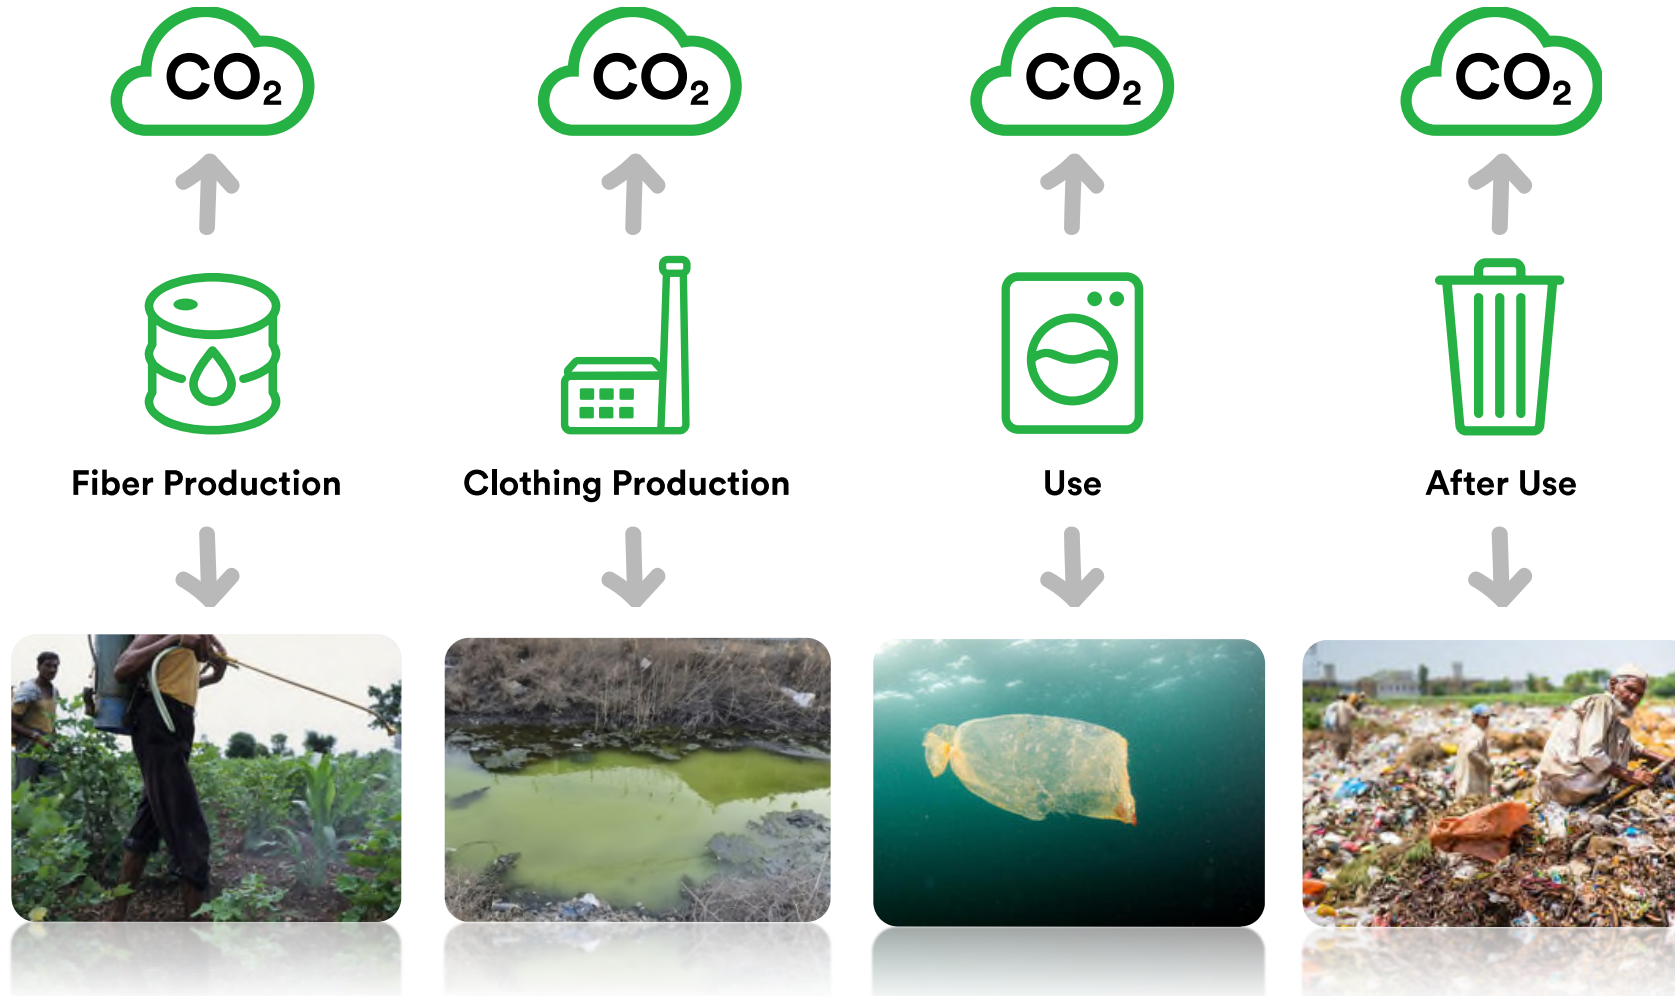 CO₂ CO₂ CO₂ CO₂
Fiber Production Clothing Production Use After Use